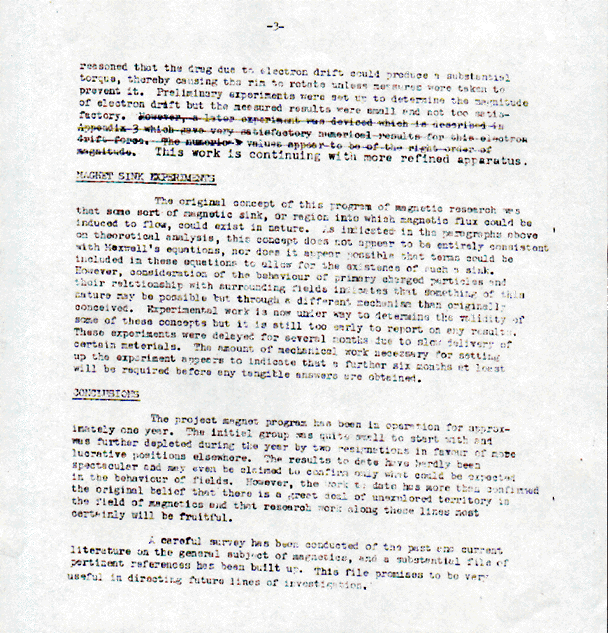 -3-
reasoned that the drag due to electron drift could produce a substantial
torque, thereby causing the rim to rotate unless measures were taken to
prevent it. Preliminary experiments were set up to determine the magnitude
of electron drift but the measured results were small and not too satis-
factory. However, a later experiment was devised which is described in
Appendix 3 which gave very satisfactory numerical results for this electron
drift force. The numeric values appear to be of the right order of
magnitude. This work is continuing with more refined apparatus.
MAGNET SINK EXPERIMENTS
The original concept of this program of magnetic research was
that some sort of magnetic sink, or region into which magnetic flux could be
induced to flow, could exist in nature. As indicated in the paragraphs above
on theoretical analysis, this concept does not appear to be entirely consistent
with Maxwell's equations, nor does it appear possible that terms could be
included in these equations to allow for the existence of such a sink.
However, consideration of the behaviour of primary charged particles and
their relationship with surrounding fields indicates that something of this
nature may be possible but through a different mechanism than originally
conceived. Experimental work is now under way to determine the validity of
some of these concepts but it is still too early to report on any results.
These experiments were delayed for several months due to slow delivery of
certain materials. The amount of mechanical work necessary for setting
up the experiment appears to indicate that a further six months at least
will be required before any tangible answers are obtained.
CONCLUSIONS
The project magnet program has been in operation for approx-
imately one year. The initial group was quite small to start with and
was further depleted during the year by two resignations in favour of more
lucrative positions elsewhere. The results to date have hardly been
spectacular and may even be claimed to confirm only what could be expected
in the behaviour of fields. However, the work to date has more than confirmed
the original belief that there is a great deal of unexplored territory in
the field of magnetics and that research work along these lines most
certainly will be fruitful.
A careful survey has been conducted of the past and current
literature on the general subject of magnetics, and a substantial file of
pertinent references has been built up. This file promises to be very
useful in directing future lines of investigation.